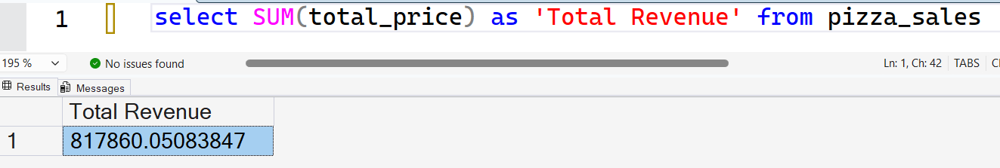 1 select SUM(total_price) as 'Total Revenue' from pizza_sales
195 % No issues found Ln: 1, Ch: 42 TABS
Results Messages
Total Revenue
1 817860.05083847